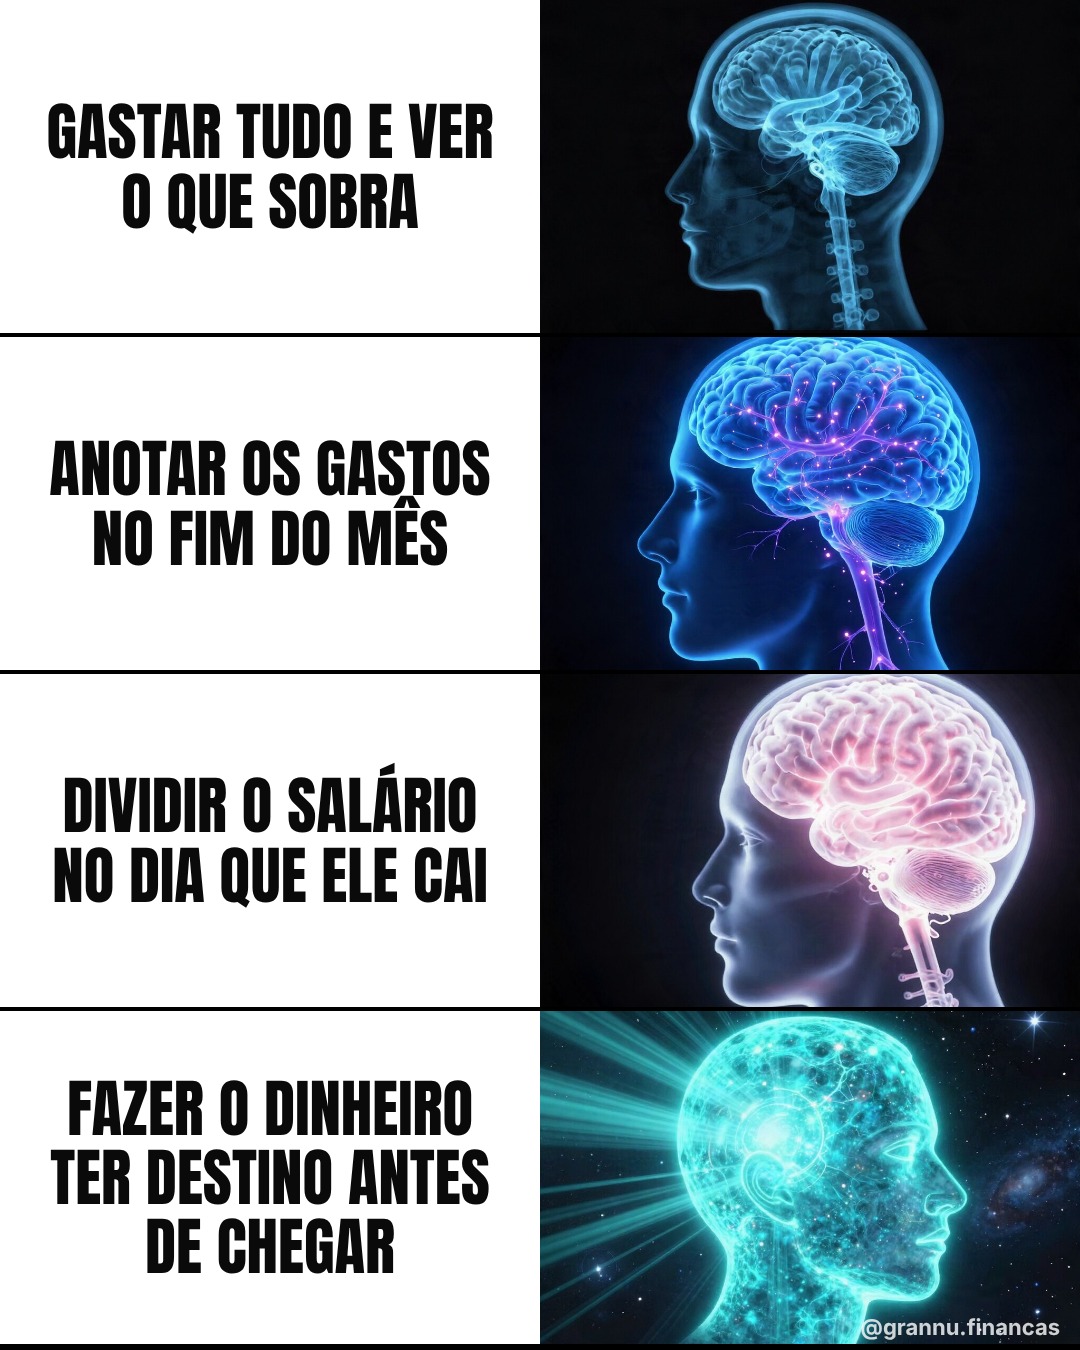 GASTAR TUDO E VER
O QUE SOBRA
ANOTAR OS GASTOS
NO FIM DO MÊS
DIVIDIR O SALÁRIO
NO DIA QUE ELE CAI
FAZER O DINHEIRO
TER DESTINO ANTES
DE CHEGAR
@grannu.financas